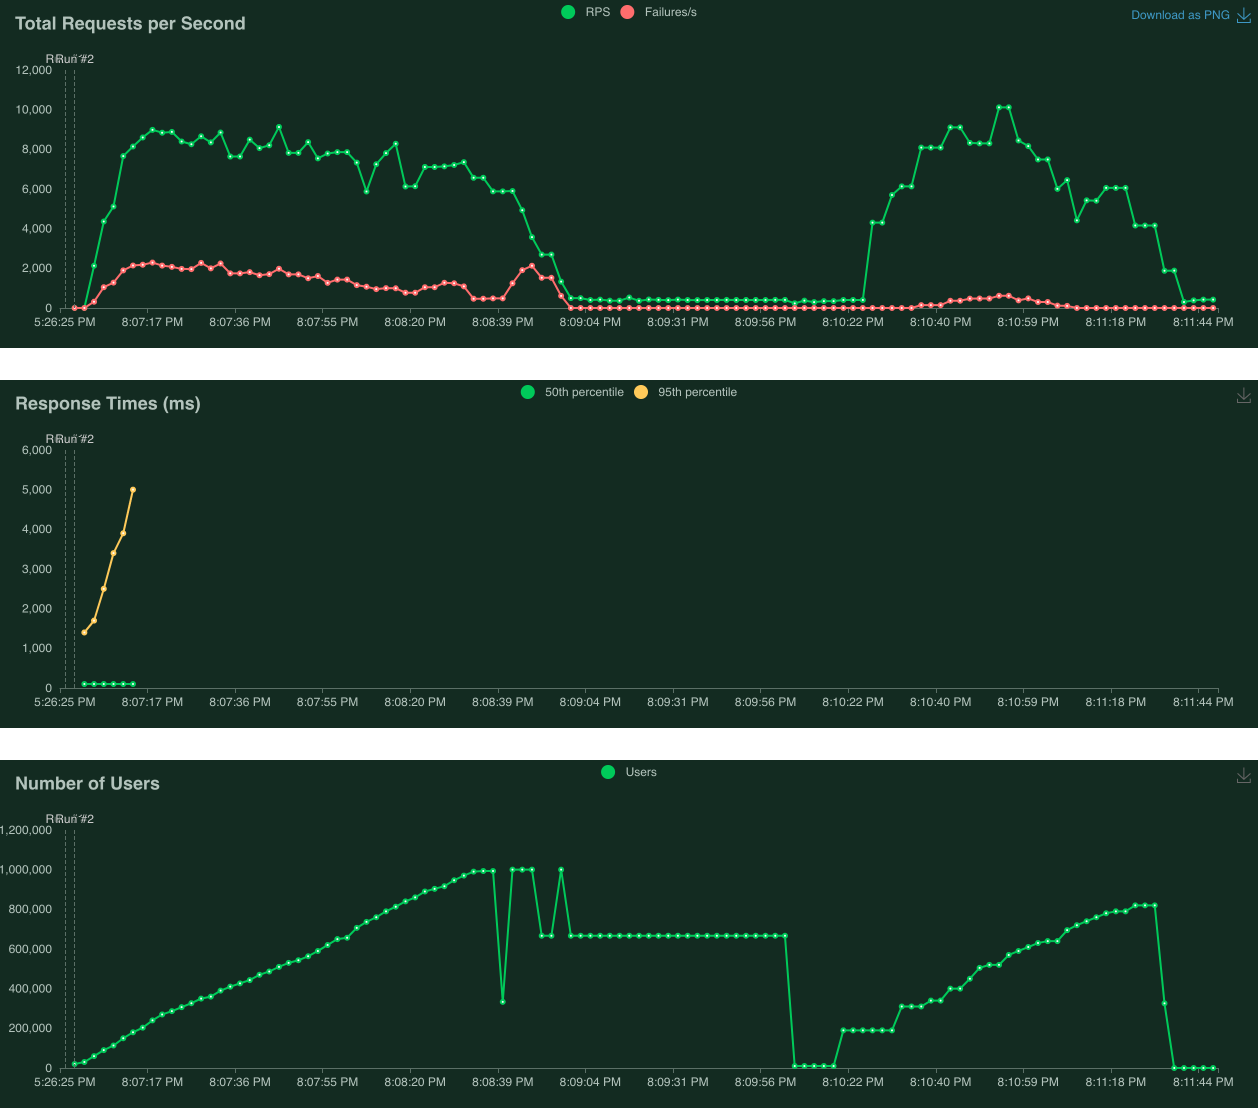 Total Requests per Second
RPS Failures/s
Download as PNG
Run #2
12,000
10,000
8,000
6,000
4,000
2,000
0
5:26:25 PM 8:07:17 PM 8:07:36 PM 8:07:55 PM 8:08:20 PM 8:08:39 PM 8:09:04 PM 8:09:31 PM 8:09:56 PM 8:10:22 PM 8:10:40 PM 8:10:59 PM 8:11:18 PM 8:11:44 PM
Response Times (ms)
50th percentile 95th percentile
Run #2
6,000
5,000
4,000
3,000
2,000
1,000
0
5:26:25 PM 8:07:17 PM 8:07:36 PM 8:07:55 PM 8:08:20 PM 8:08:39 PM 8:09:04 PM 8:09:31 PM 8:09:56 PM 8:10:22 PM 8:10:40 PM 8:10:59 PM 8:11:18 PM 8:11:44 PM
Number of Users
Users
Run #2
1,200,000
1,000,000
800,000
600,000
400,000
200,000
0
5:26:25 PM 8:07:17 PM 8:07:36 PM 8:07:55 PM 8:08:20 PM 8:08:39 PM 8:09:04 PM 8:09:31 PM 8:09:56 PM 8:10:22 PM 8:10:40 PM 8:10:59 PM 8:11:18 PM 8:11:44 PM